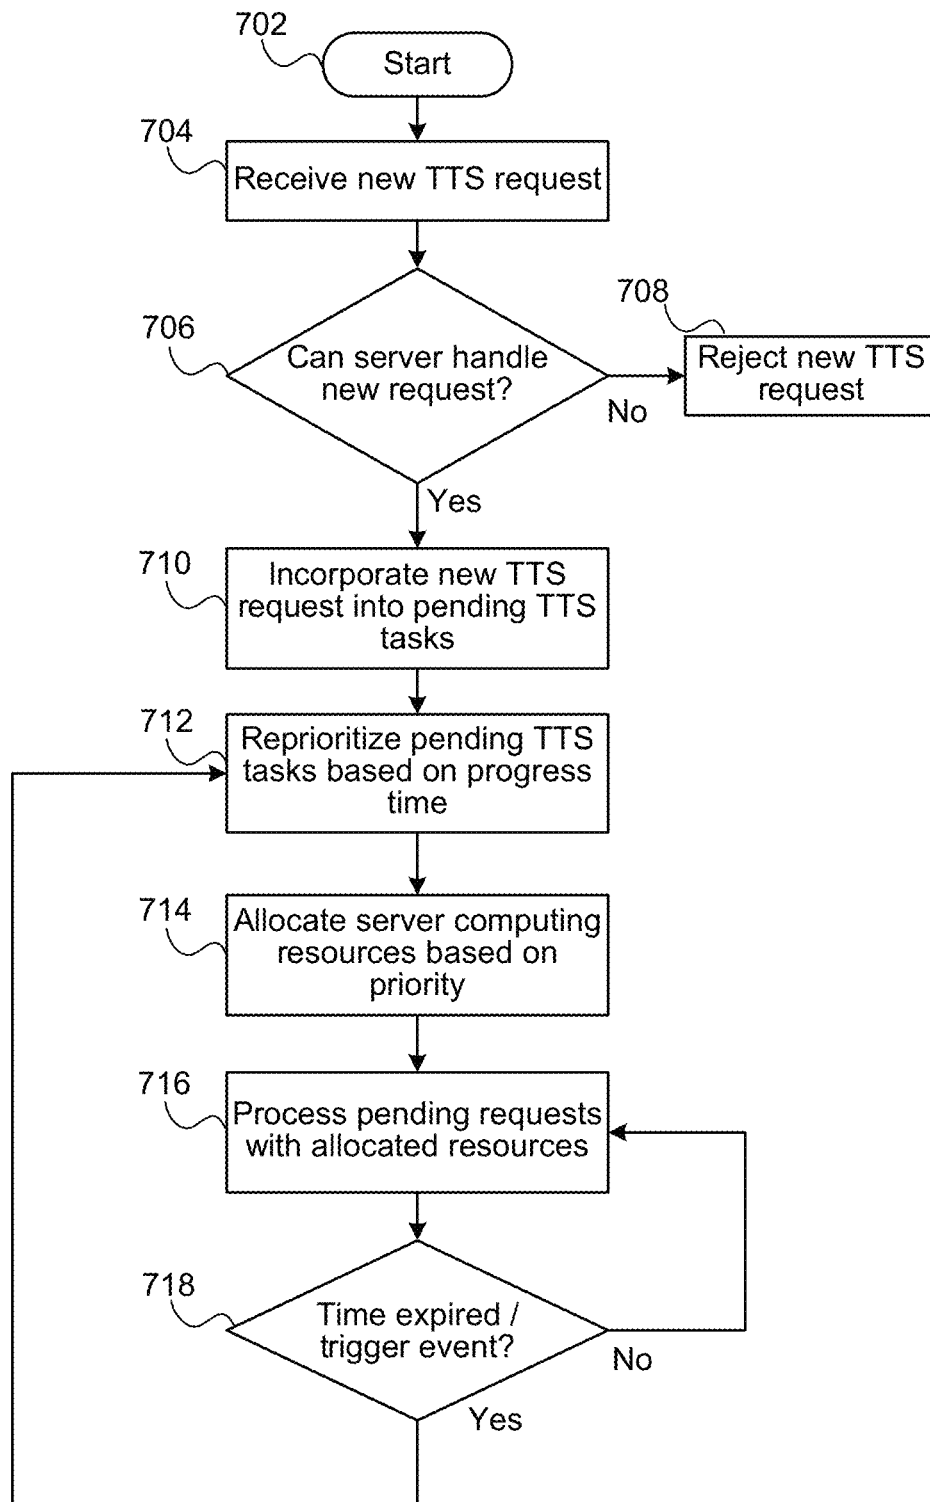 702
Start
704
Receive new TTS request
706
Can server handle
new request?
708
Reject new TTS
request
No
Yes
710
Incorporate new TTS
request into pending TTS
tasks
712
Reprioritize pending TTS
tasks based on progress
time
714
Allocate server computing
resources based on
priority
716
Process pending requests
with allocated resources
718
Time expired /
trigger event?
No
Yes